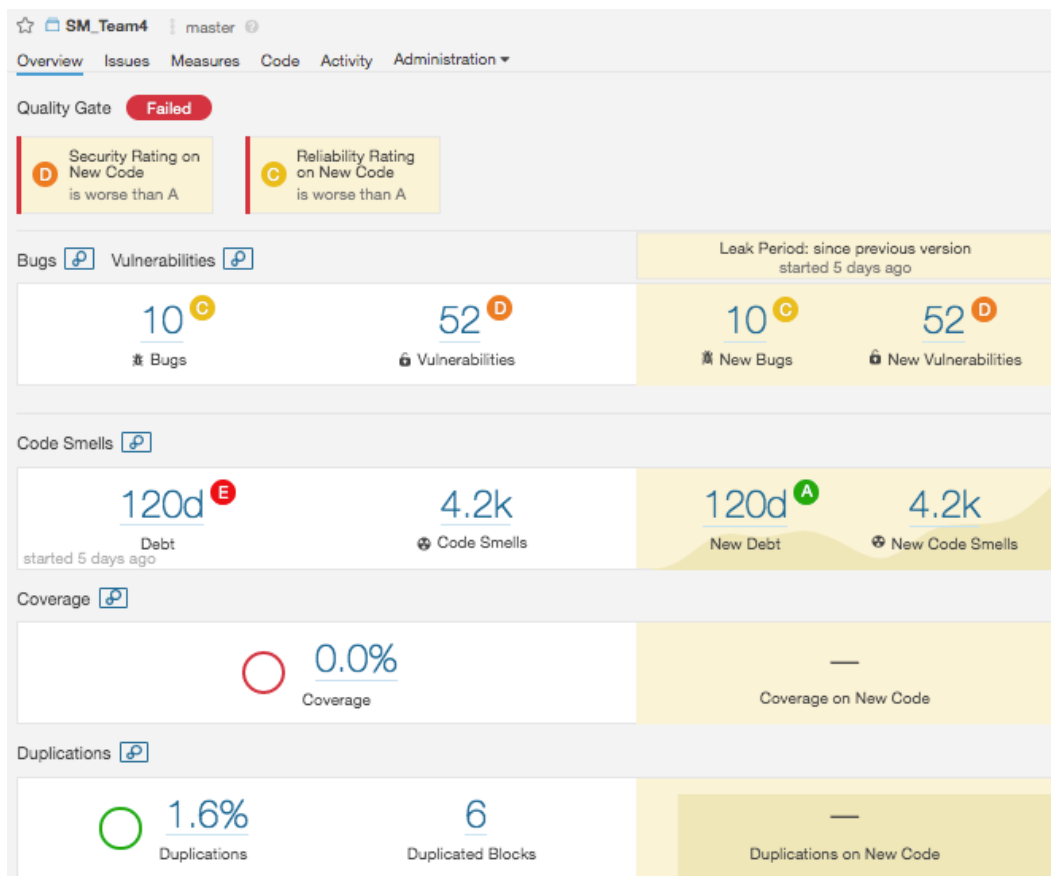 SM_Team4 master
Overview Issues Measures Code Activity Administration
Quality Gate Failed
D Security Rating on New Code is worse than A
C Reliability Rating on New Code is worse than A
Bugs Vulnerabilities
Leak Period: since previous version
started 5 days ago
10 C 52 D 10 C 52 D
Bugs Vulnerabilities New Bugs New Vulnerabilities
Code Smells
120d E 4.2k 120d A 4.2k
Debt Code Smells New Debt New Code Smells
started 5 days ago
Coverage
0.0% —
Coverage Coverage on New Code
Duplications
1.6% 6 —
Duplications Duplicated Blocks Duplications on New Code